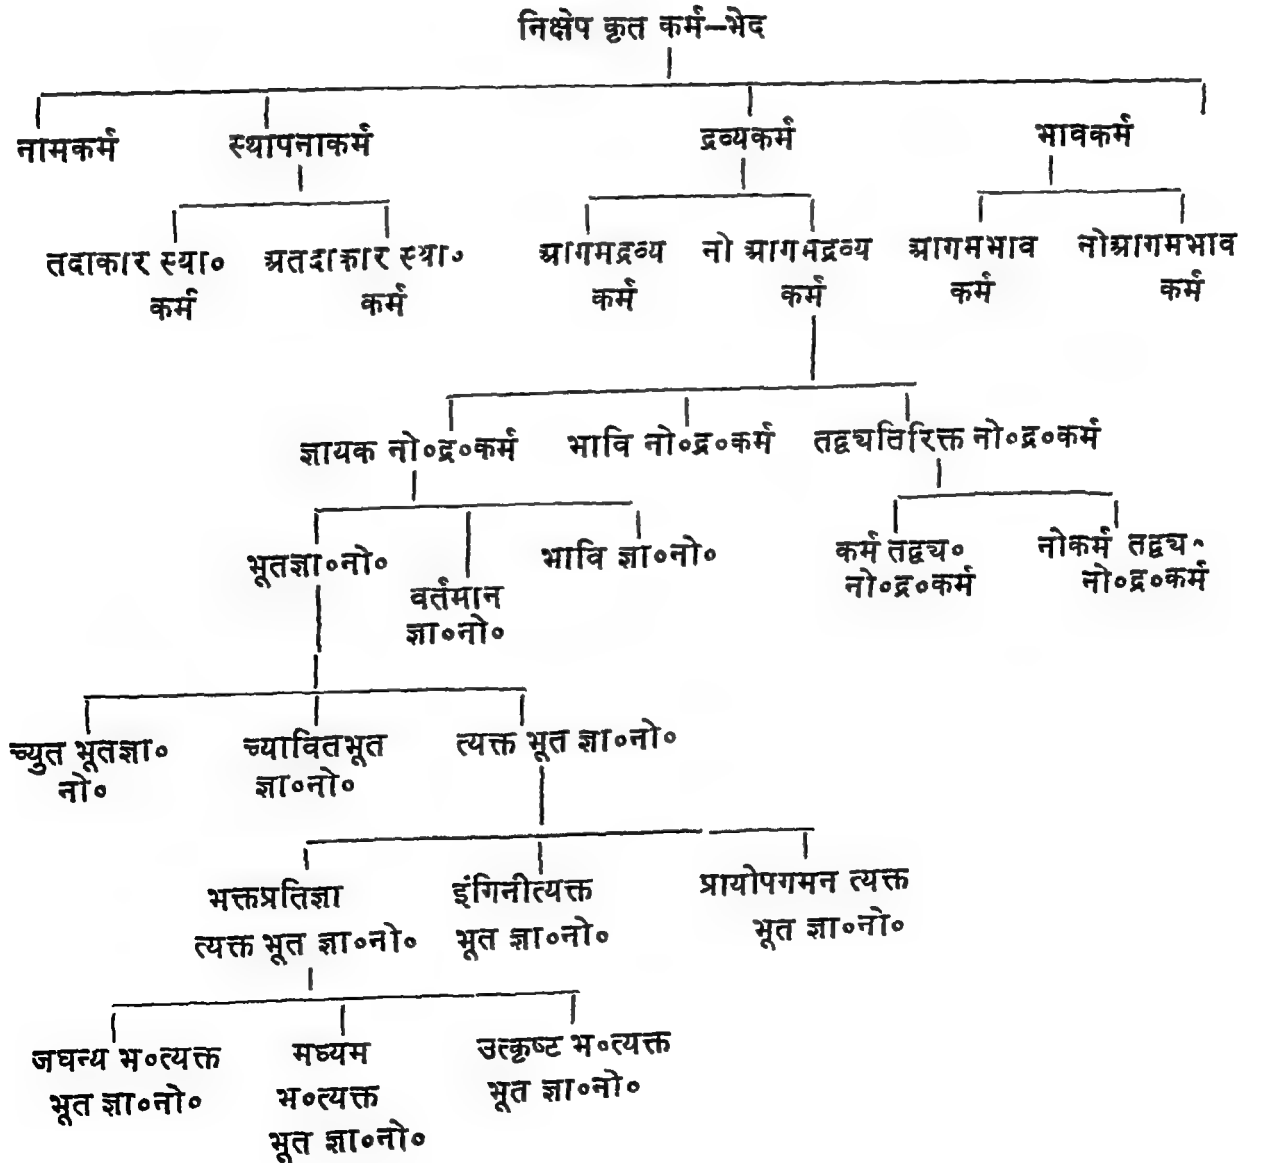 निक्षेप कृत कर्म–भेद
नामकर्म स्थापनाकर्म द्रव्यकर्म भावकर्म
तदाकार स्था० अतदाकार स्था० आगमद्रव्य नो आगमद्रव्य आगमभाव नोआगमभाव
कर्म कर्म कर्म कर्म कर्म कर्म
ज्ञायक नो०द्र०कर्म भावि नो०द्र०कर्म तद्व्यतिरिक्त नो०द्र०कर्म
भूतज्ञा०नो० भावि ज्ञा०नो० कर्म तद्व्य० नोकर्म तद्व्य०
वर्तमान नो०द्र०कर्म नो०द्र०कर्म
ज्ञा०नो०
च्युत भूतज्ञा० च्यावितभूत त्यक्त भूत ज्ञा०नो०
नो० ज्ञा०नो०
भक्तप्रतिज्ञा इंगिनीत्यक्त प्रायोपगमन त्यक्त
त्यक्त भूत ज्ञा०नो० भूत ज्ञा०नो० भूत ज्ञा०नो०
जघन्य भ०त्यक्त मध्यम उत्कृष्ट भ०त्यक्त
भूत ज्ञा०नो० भ०त्यक्त भूत ज्ञा०नो०
भूत ज्ञा०नो०